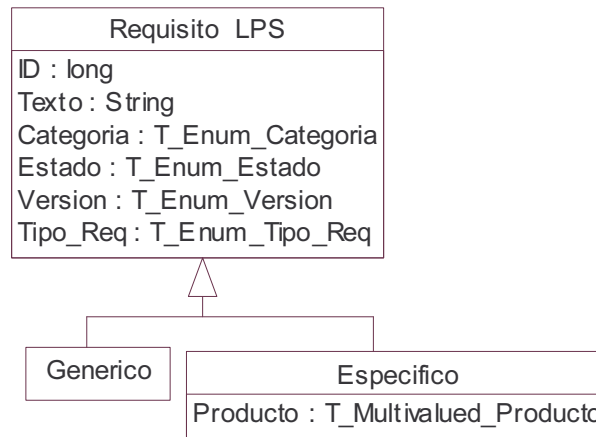 Requisito LPS
ID : long
Texto : String
Categoria : T_Enum_Categoria
Estado : T_Enum_Estado
Version : T_Enum_Version
Tipo_Req : T_Enum_Tipo_Req
Generico
Especifico
Producto : T_Multivalued_Producto